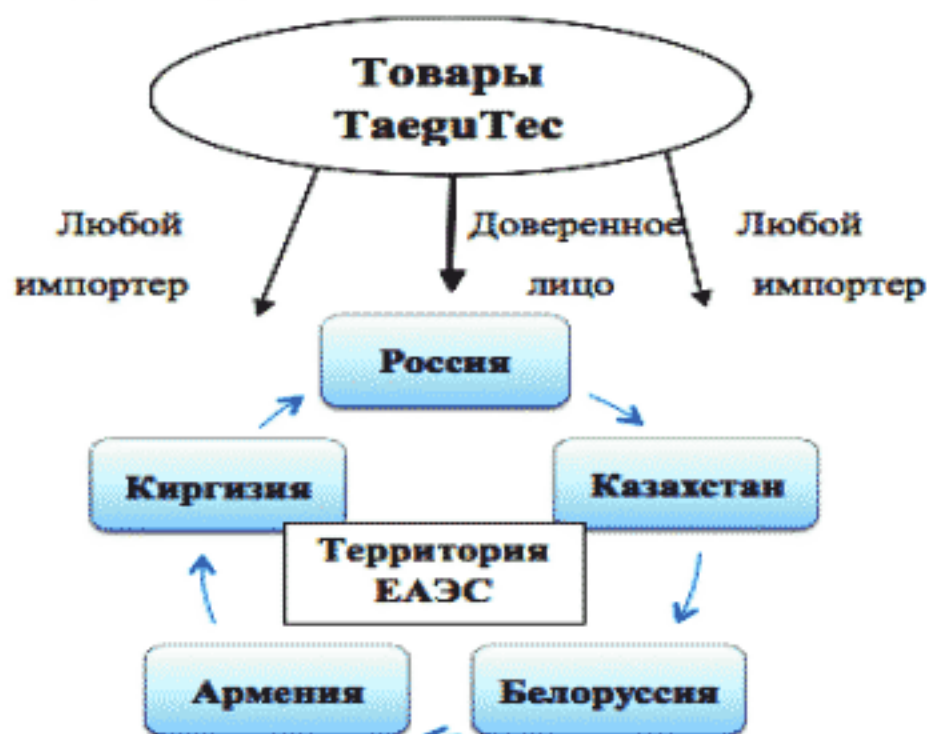 Товары
TaeguTec
Любой
импортер
Доверенное
лицо
Любой
импортер
Россия
Киргизия
Казахстан
Территория
ЕАЭС
Армения
Белоруссия